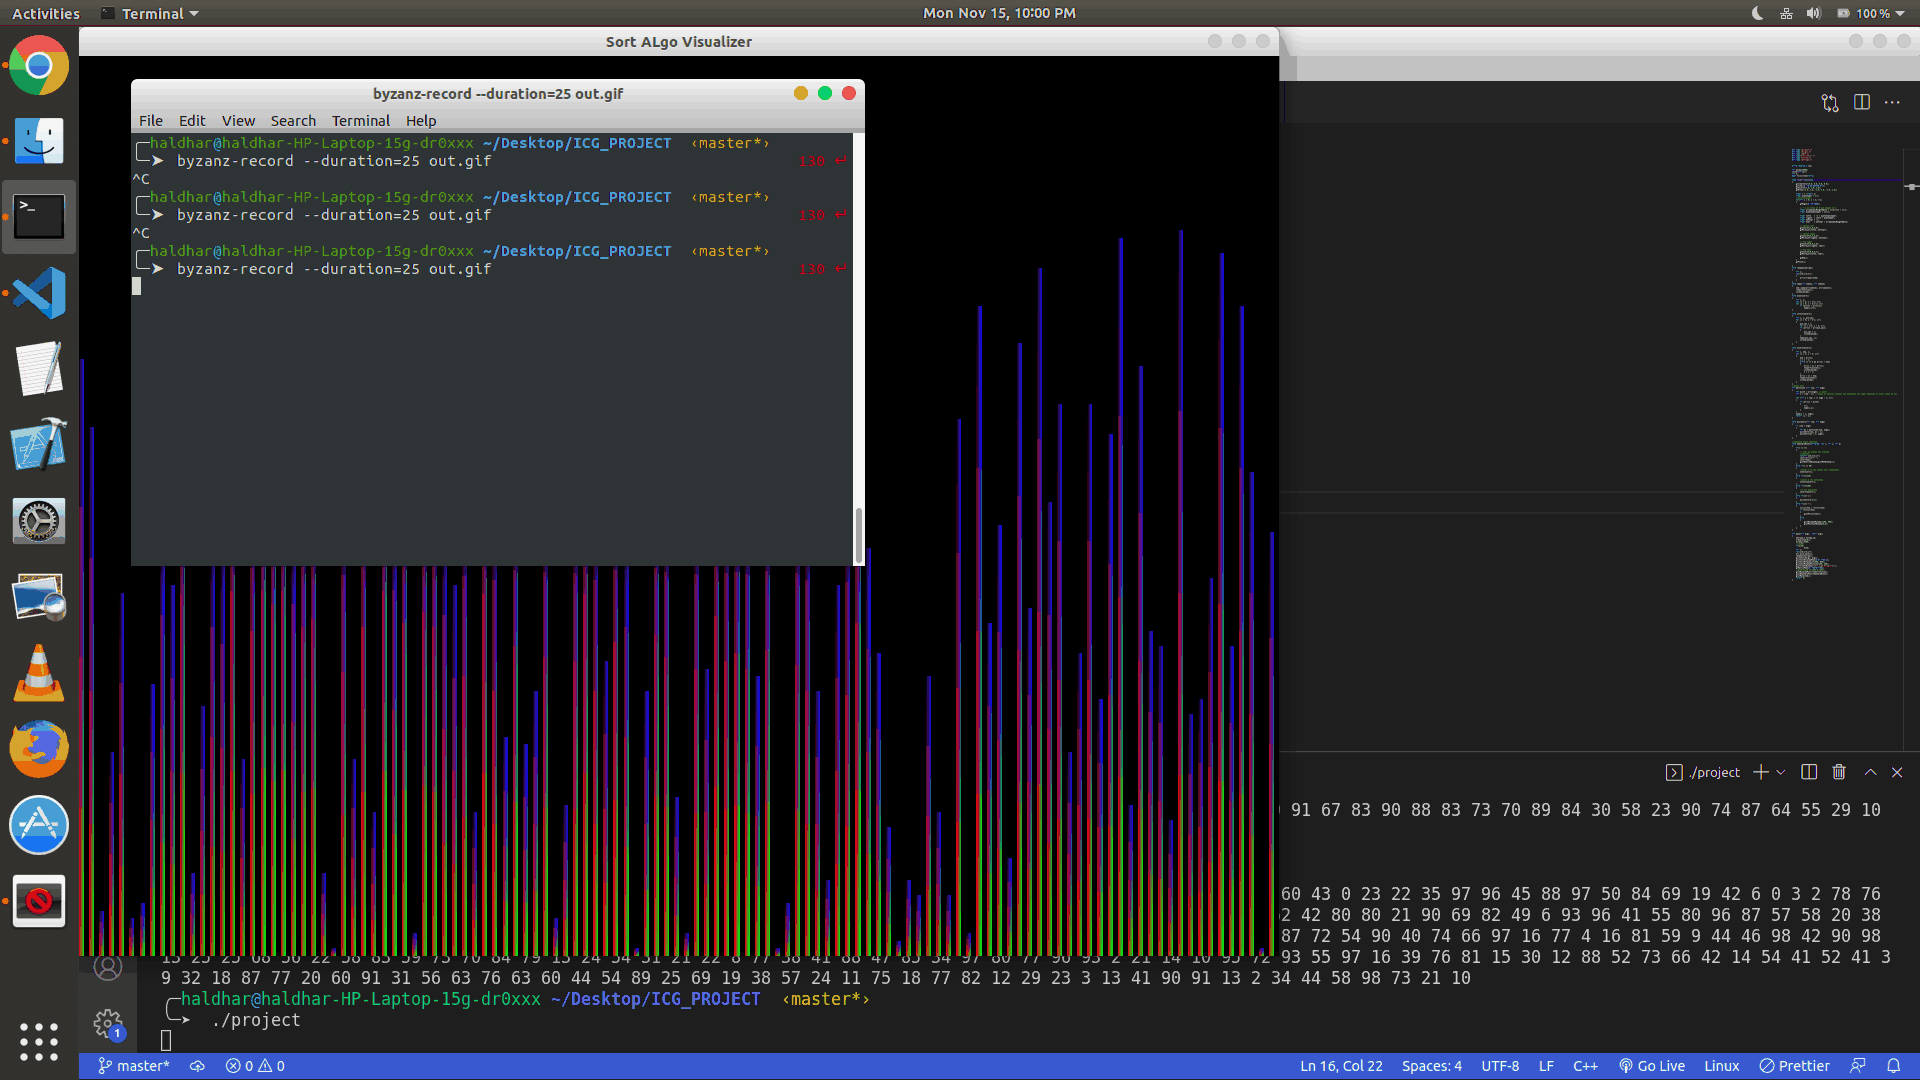 Activities Terminal Mon Nov 15, 10:00 PM 100 %
Sort ALgo Visualizer
byzanz-record --duration=25 out.gif
File Edit View Search Terminal Help
haldhar@haldhar-HP-Laptop-15g-dr0xxx ~/Desktop/ICG_PROJECT ‹master*›
➤ byzanz-record --duration=25 out.gif 130 ↵
^C
haldhar@haldhar-HP-Laptop-15g-dr0xxx ~/Desktop/ICG_PROJECT ‹master*›
➤ byzanz-record --duration=25 out.gif 130 ↵
^C
haldhar@haldhar-HP-Laptop-15g-dr0xxx ~/Desktop/ICG_PROJECT ‹master*›
➤ byzanz-record --duration=25 out.gif 130 ↵
./project
91 67 83 90 88 83 73 70 89 84 30 58 23 90 74 87 64 55 29 10
60 43 0 23 22 35 97 96 45 88 97 50 84 69 19 42 6 0 3 2 78 76
42 80 80 21 90 69 82 49 6 93 96 41 55 80 96 87 57 58 20 38
87 72 54 90 40 74 66 97 16 77 4 16 81 59 9 44 46 98 42 90 98
93 55 97 16 39 76 81 15 30 12 88 52 73 66 42 14 54 41 52 41 3
9 32 18 87 77 20 60 91 31 56 63 76 63 60 44 54 89 25 69 19 38 57 24 11 75 18 77 82 12 29 23 3 13 41 90 91 13 2 34 44 58 98 73 21 10
haldhar@haldhar-HP-Laptop-15g-dr0xxx ~/Desktop/ICG_PROJECT ‹master*›
➤ ./project
1
master* 0 0 Ln 16, Col 22 Spaces: 4 UTF-8 LF C++ Go Live Linux Prettier